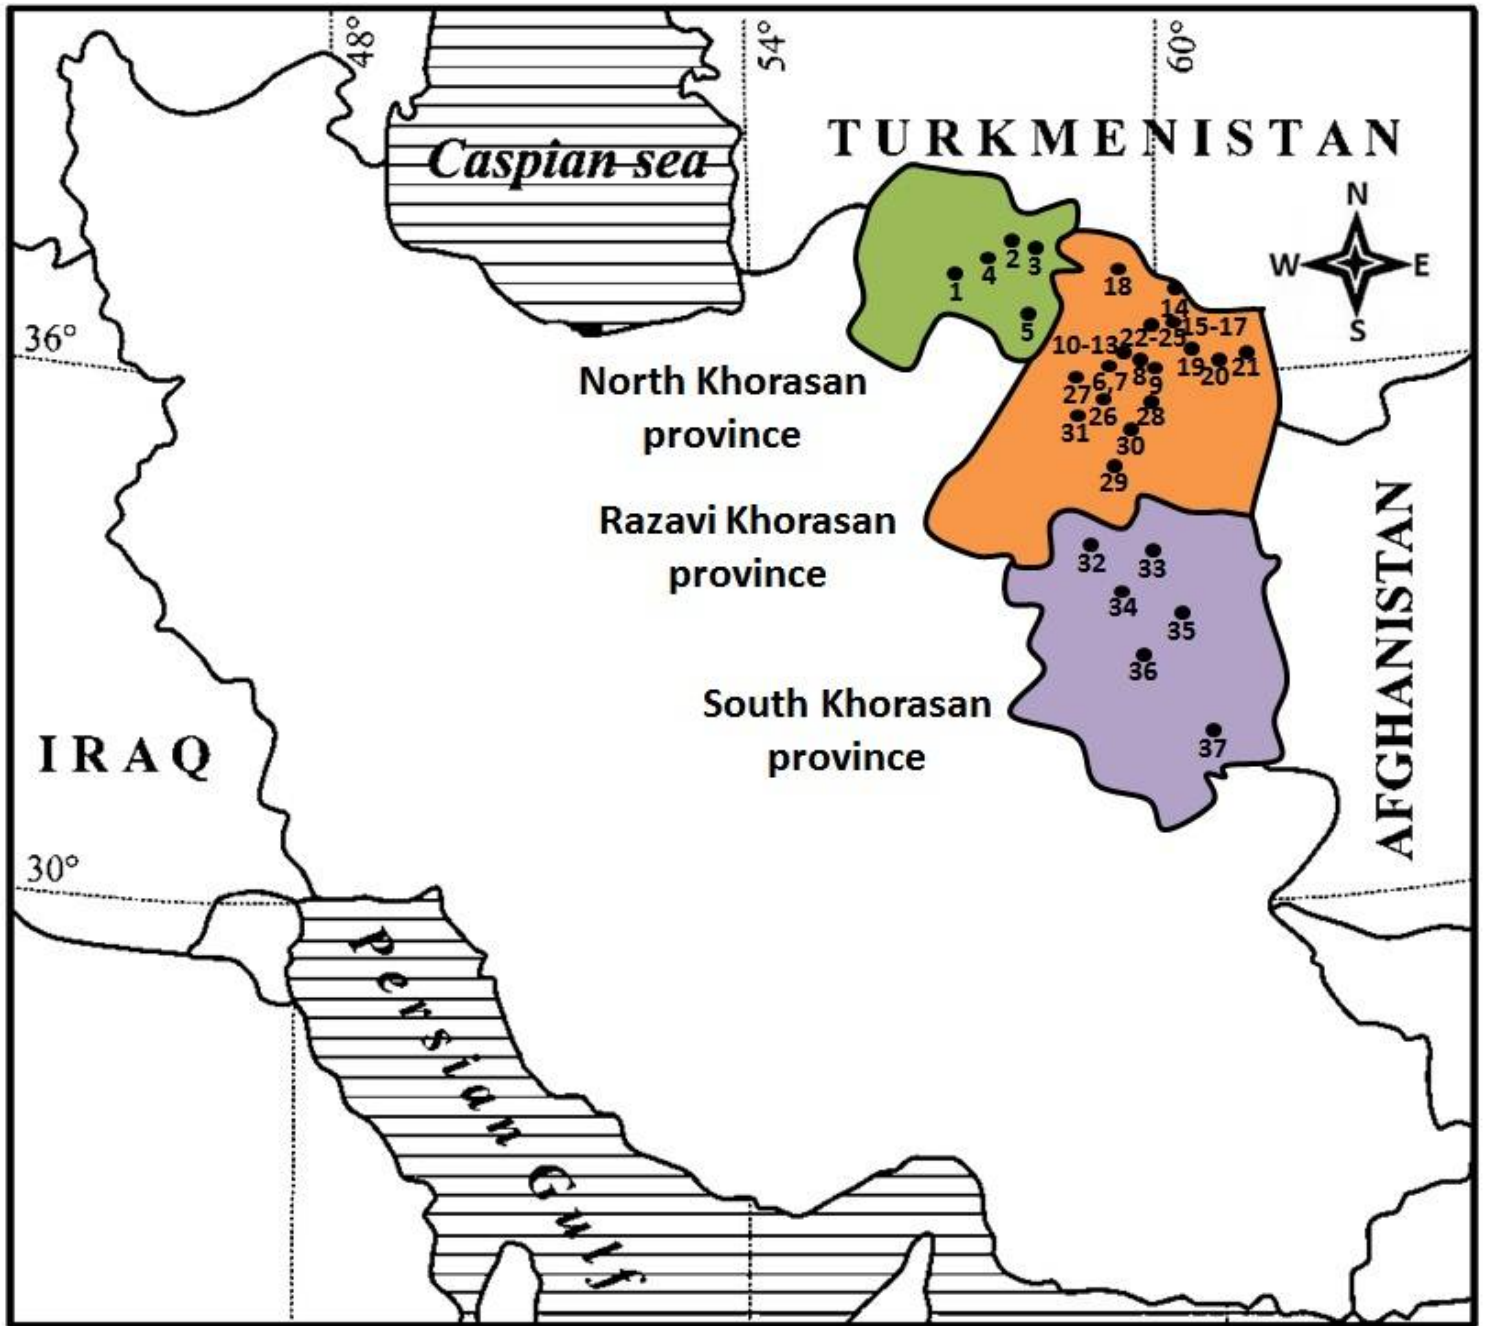 48°
54°
60°
TURKMENISTAN
Caspian sea
N
W E
S
2
3
4
1
5
18
14
15-17
22-25
10-13
19
20
21
8
9
6,7
27
26
28
31
30
29
36°
North Khorasan
province
Razavi Khorasan
province
32
33
34
35
36
37
South Khorasan
province
IRAQ
AFGHANISTAN
30°
Persian Gulf